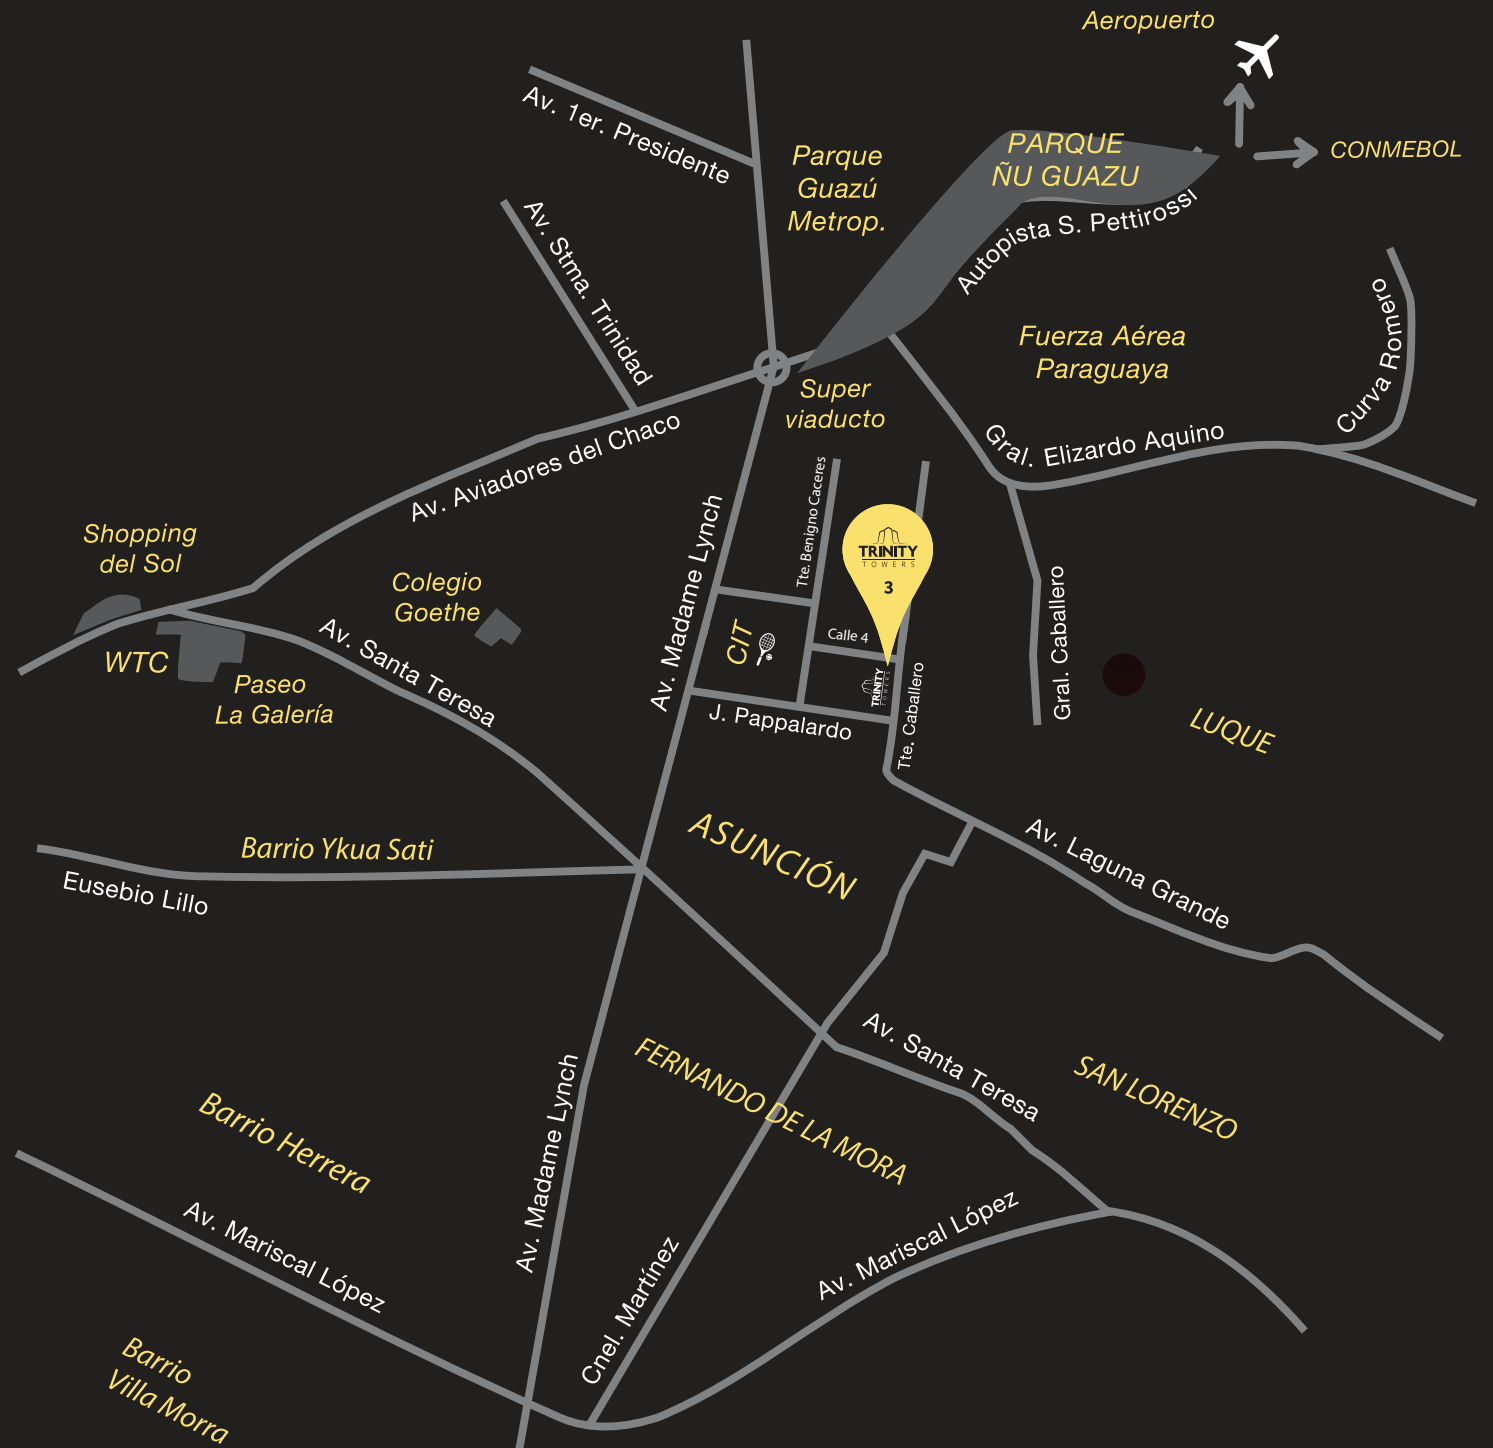 Aeropuerto
CONMEBOL
Av. 1er. Presidente
Parque
Guazú
Metrop.
PARQUE
ÑU GUAZU
Autopista S. Pettirossi
Av. Stma. Trinidad
Fuerza Aérea
Paraguaya
Curva Romero
Super
viaducto
Av. Aviadores del Chaco
Gral. Elizardo Aquino
Shopping
del Sol
Colegio
Goethe
Av. Madame Lynch
Tte. Benigno Caceres
TRINITY
TOWERS
3
Calle 4
CIT
TRINITY
TOWERS
Tte. Caballero
Gral. Caballero
WTC
Paseo
La Galería
Av. Santa Teresa
J. Pappalardo
LUQUE
Barrio Ykua Sati
Eusebio Lillo
ASUNCIÓN
Av. Laguna Grande
Av. Santa Teresa
FERNANDO DE LA MORA
SAN LORENZO
Barrio Herrera
Av. Madame Lynch
Av. Mariscal López
Cnel. Martínez
Av. Mariscal López
Barrio
Villa Morra